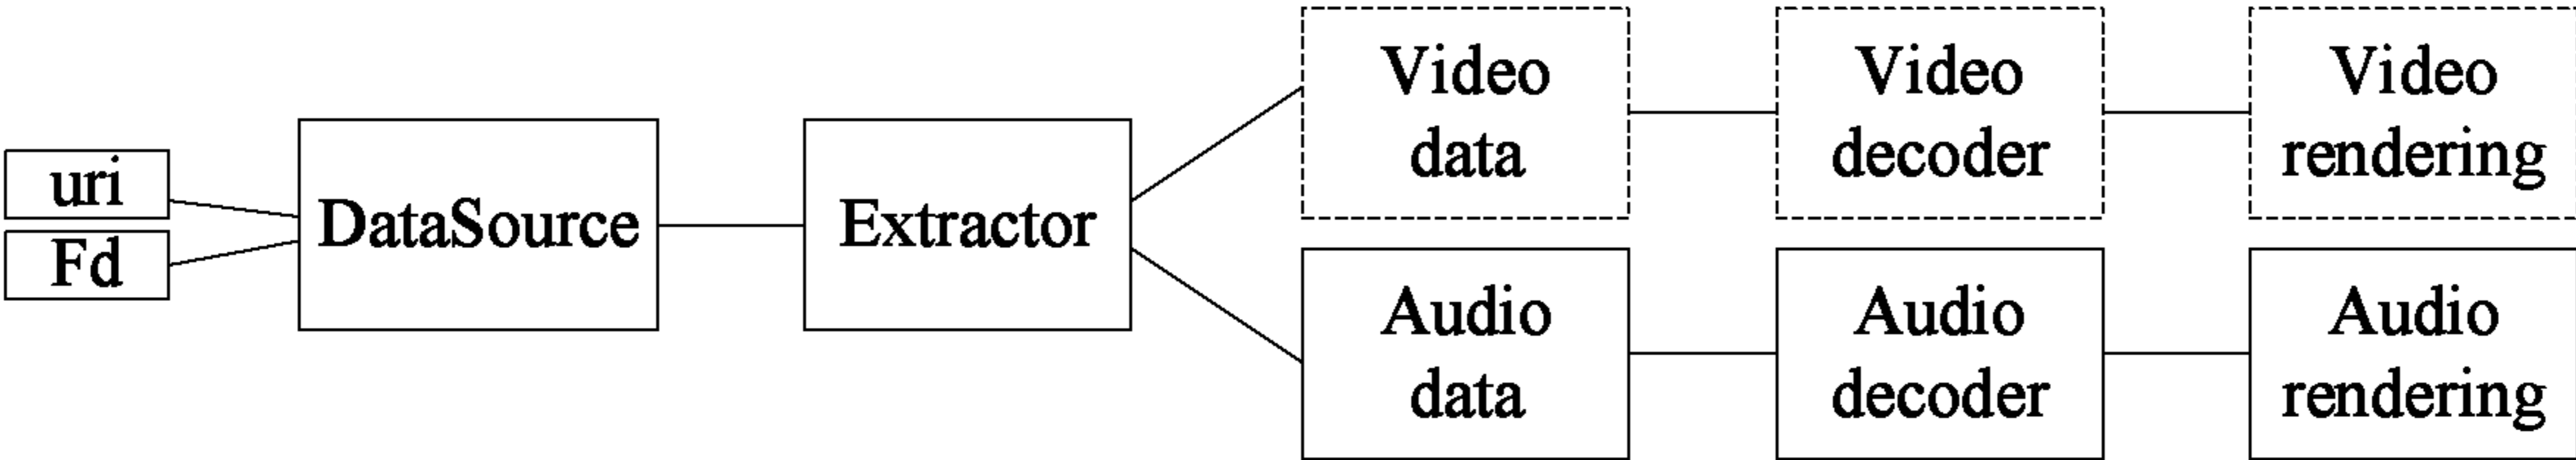 uri
Fd
DataSource
Extractor
Video
data
Video
decoder
Video
rendering
Audio
data
Audio
decoder
Audio
rendering